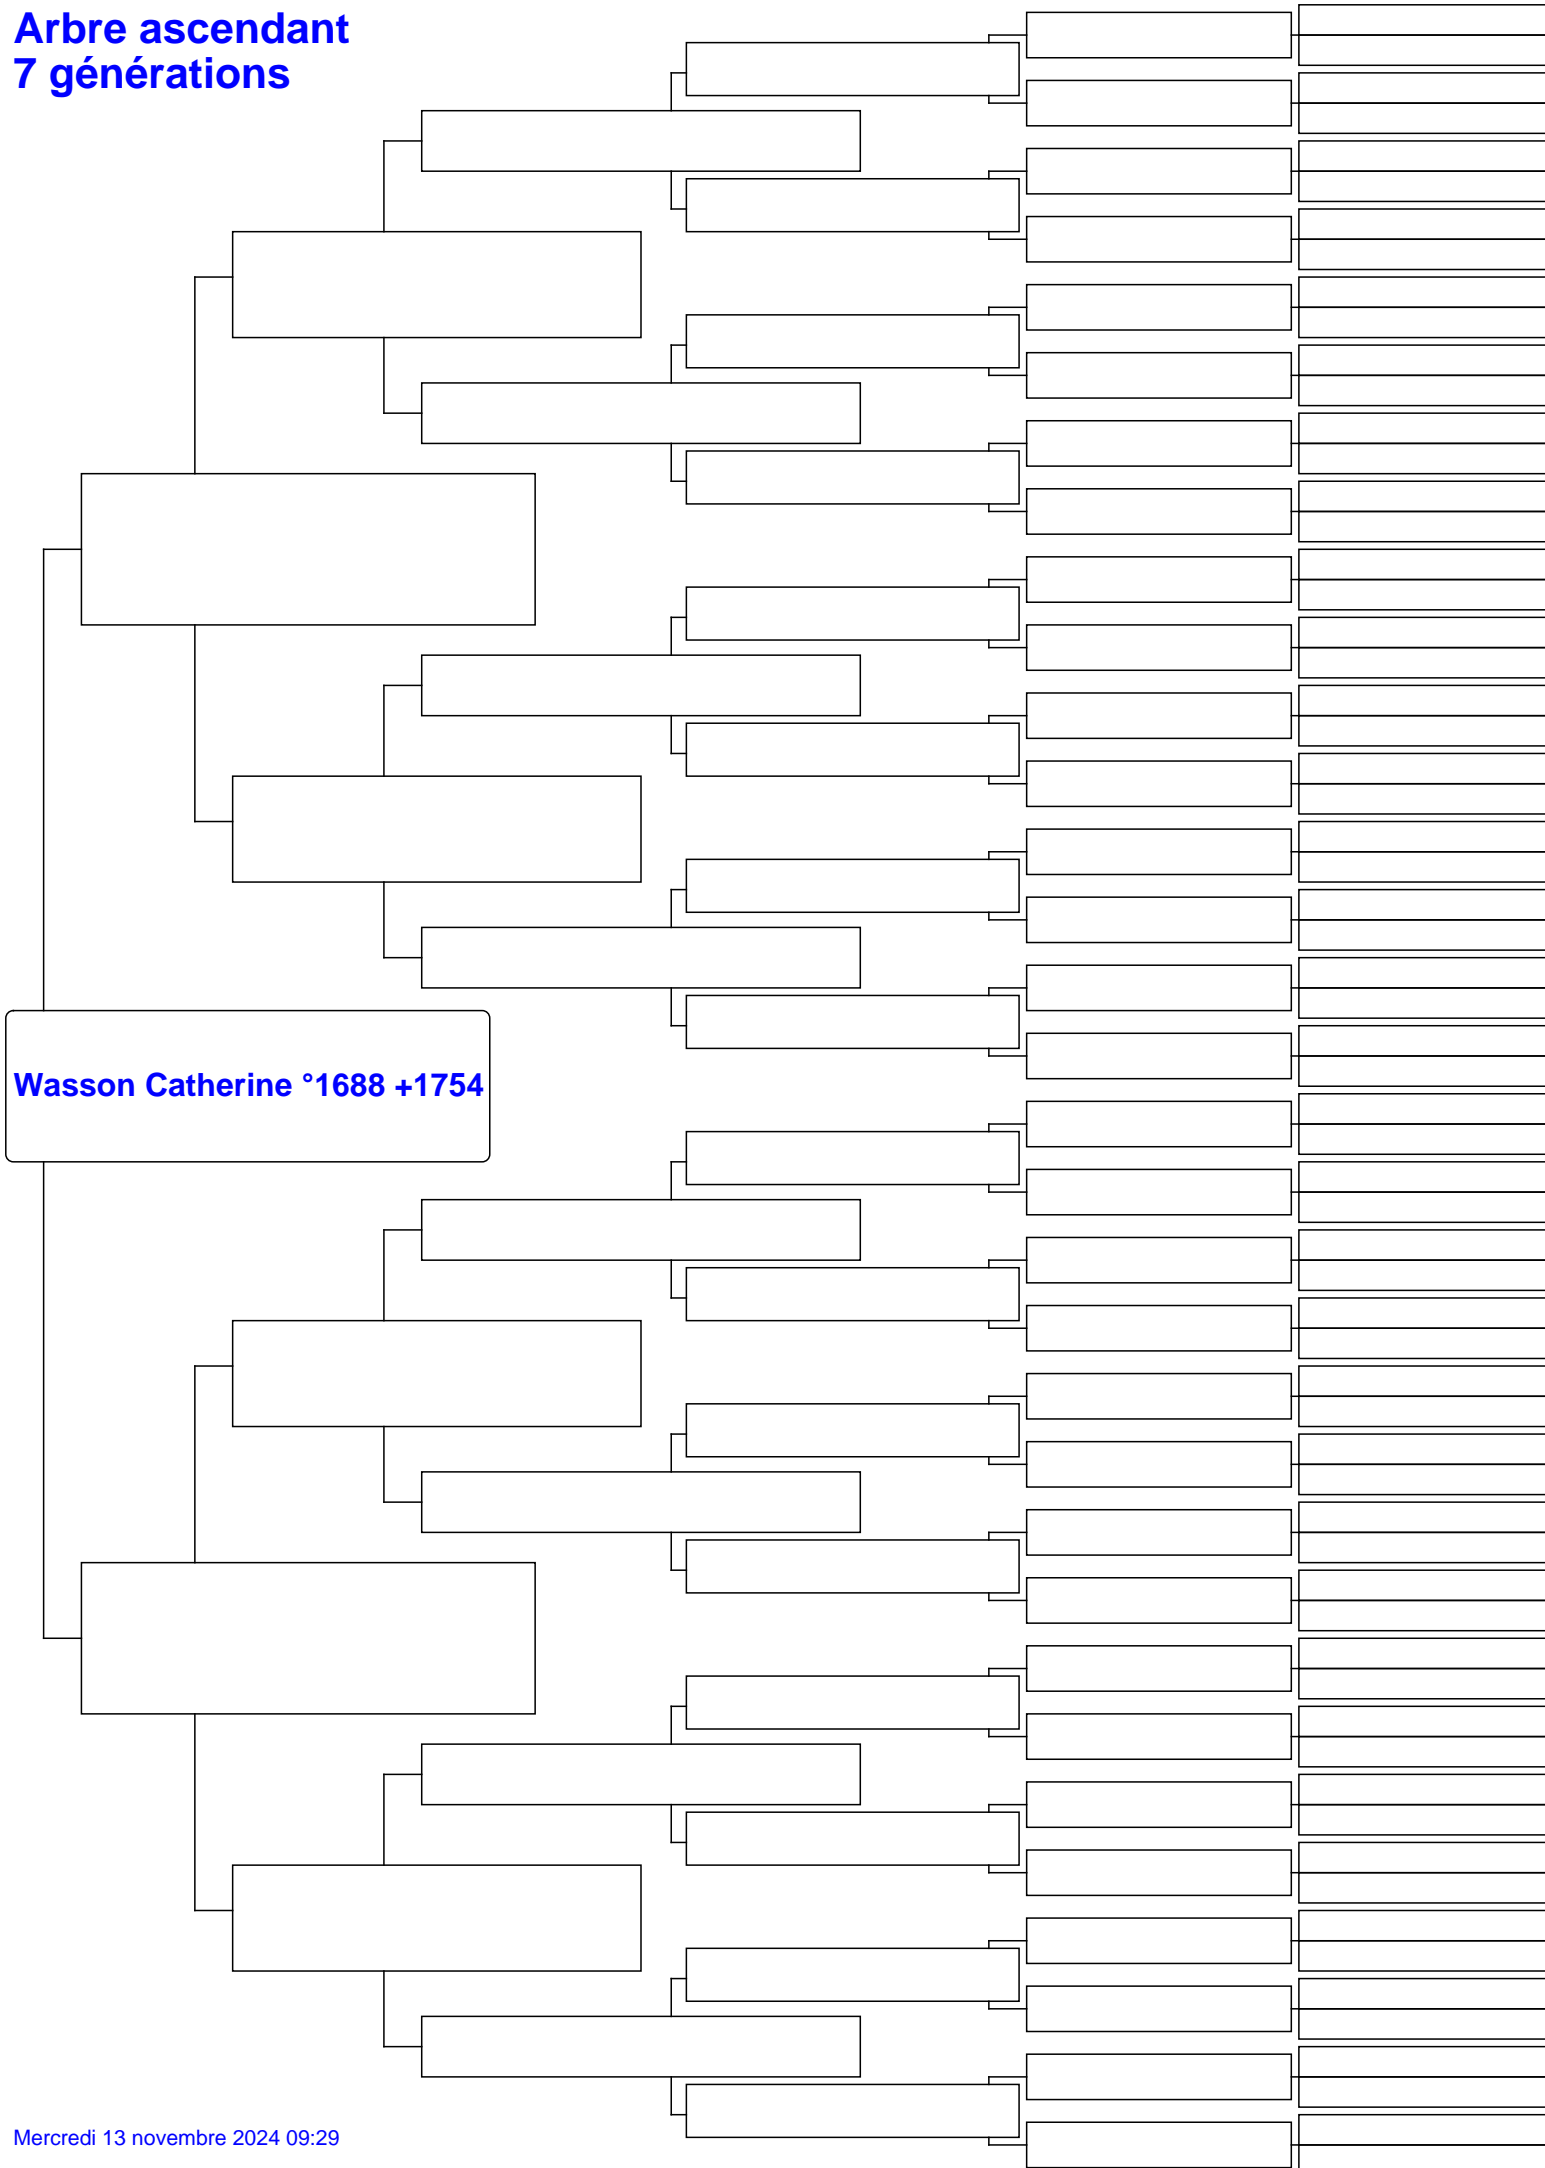 Arbre ascendant
7 générations
Wasson Catherine °1688 +1754
Mercredi 13 novembre 2024 09:29